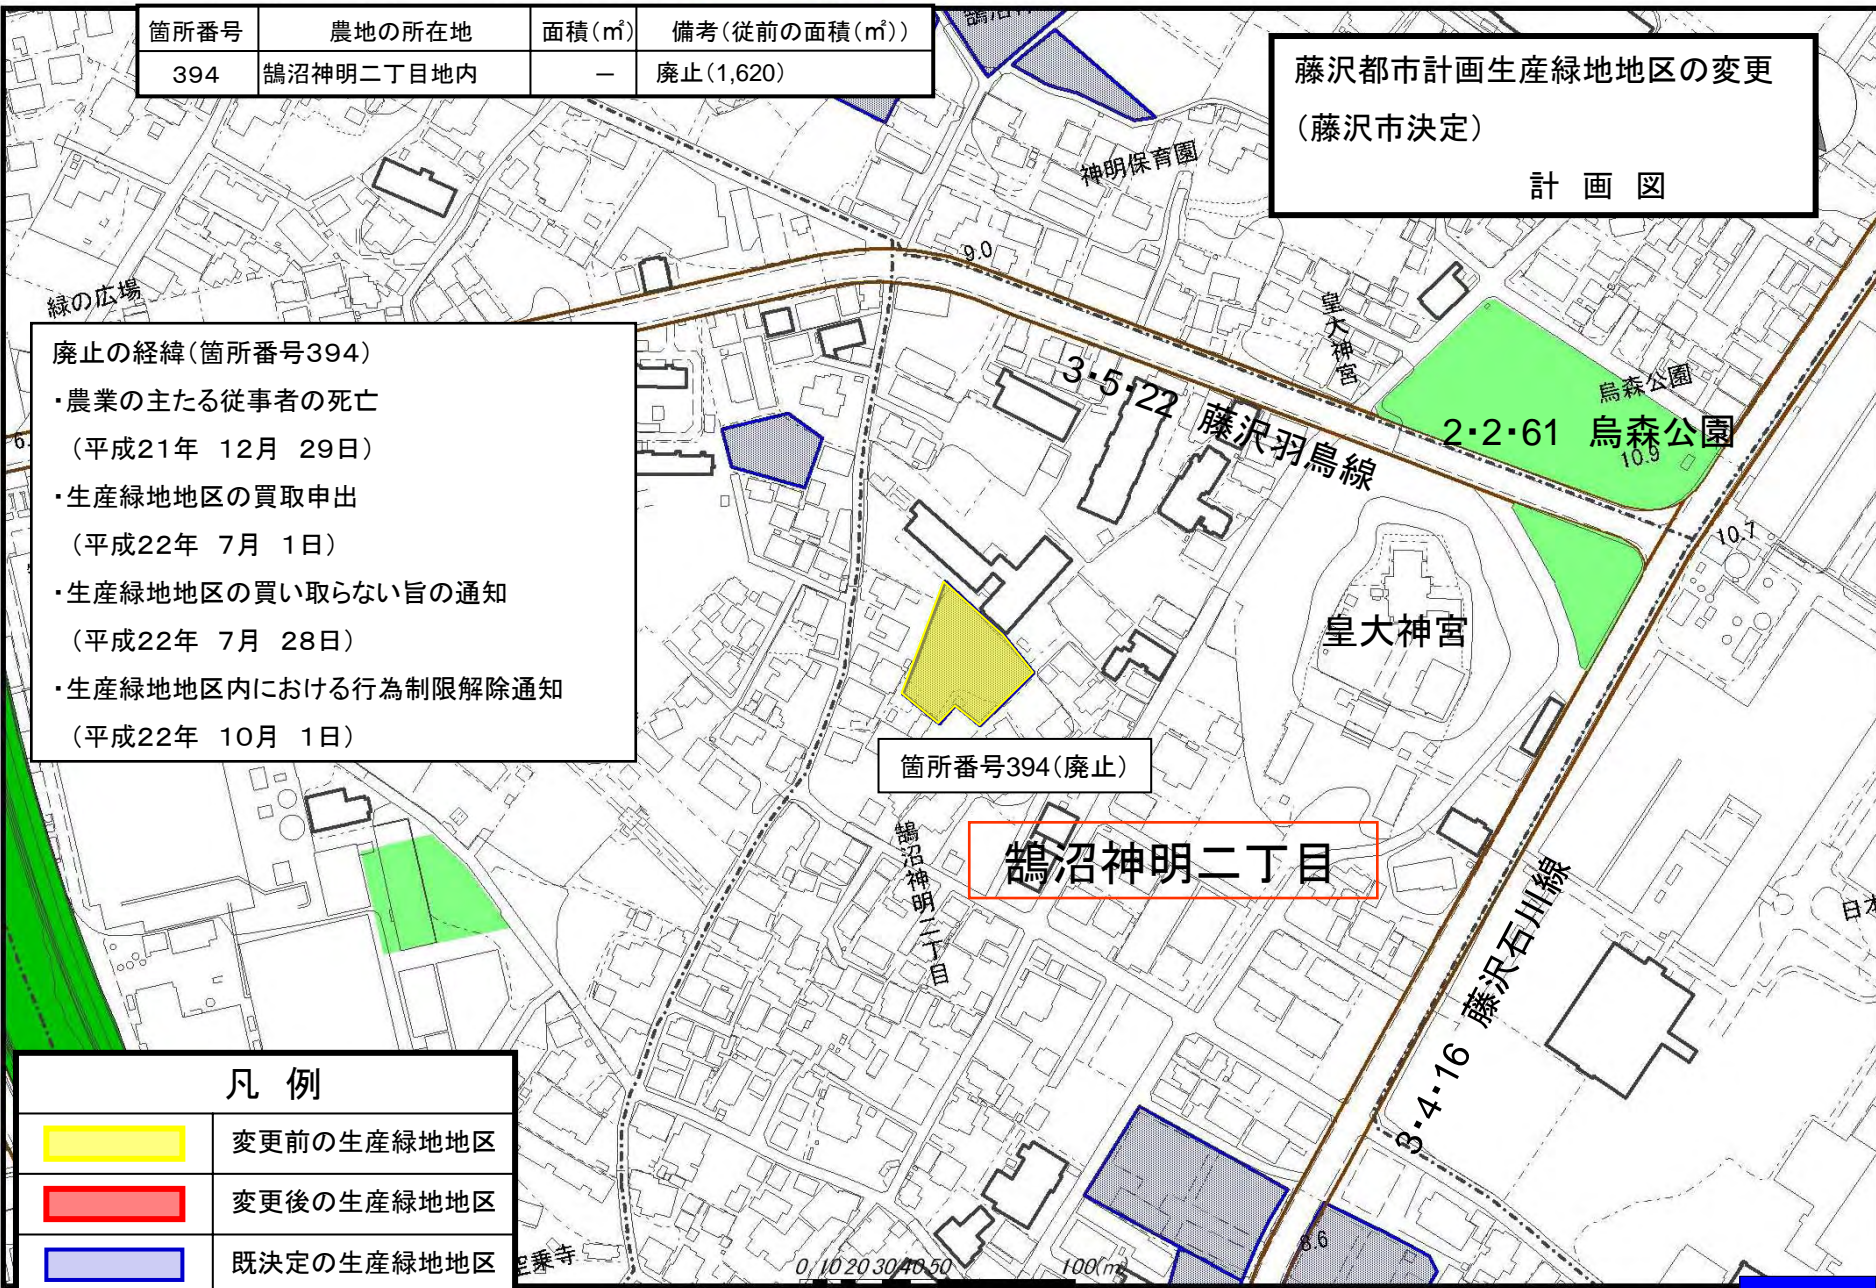 箇所番号 農地の所在地 面積(㎡) 備考(従前の面積(㎡))
394 鵠沼神明二丁目地内 － 廃止(1,620)
藤沢都市計画生産緑地地区の変更
(藤沢市決定)
計 画 図
神明保育園
9.0
緑の広場
皇大神宮
廃止の経緯(箇所番号394)
・農業の主たる従事者の死亡
(平成21年 12月 29日)
・生産緑地地区の買取申出
(平成22年 7月 1日)
・生産緑地地区の買い取らない旨の通知
(平成22年 7月 28日)
・生産緑地地区内における行為制限解除通知
(平成22年 10月 1日)
3・5・22 藤沢羽鳥線
烏森公園
2・2・61 烏森公園
10.9
10.7
皇大神宮
箇所番号394(廃止)
鵠沼神明二丁目
鵠沼神明二丁目
3・4・16 藤沢石川線
日本
凡 例
変更前の生産緑地地区
変更後の生産緑地地区
既決定の生産緑地地区
乗寺
8.6
0 10 20 30 40 50 100(m)